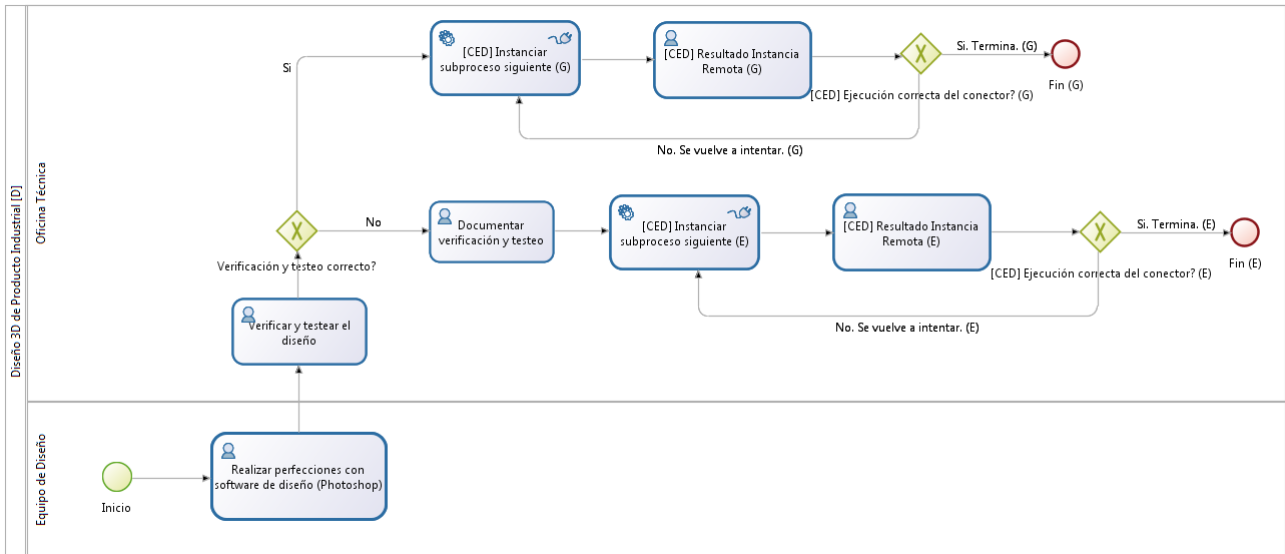 Diseño 3D de Producto Industrial [D]
Oficina Técnica
Si
[CED] Instanciar
subproceso siguiente (G)
[CED] Resultado Instancia
Remota (G)
[CED] Ejecución correcta del conector? (G)
Si. Termina. (G)
Fin (G)
No. Se vuelve a intentar. (G)
Verificación y testeo correcto?
No
Documentar
verificación y testeo
[CED] Instanciar
subproceso siguiente (E)
[CED] Resultado Instancia
Remota (E)
[CED] Ejecución correcta del conector? (E)
Si. Termina. (E)
Fin (E)
No. Se vuelve a intentar. (E)
Verificar y testear el
diseño
Equipo de Diseño
Inicio
Realizar perfecciones con
software de diseño (Photoshop)